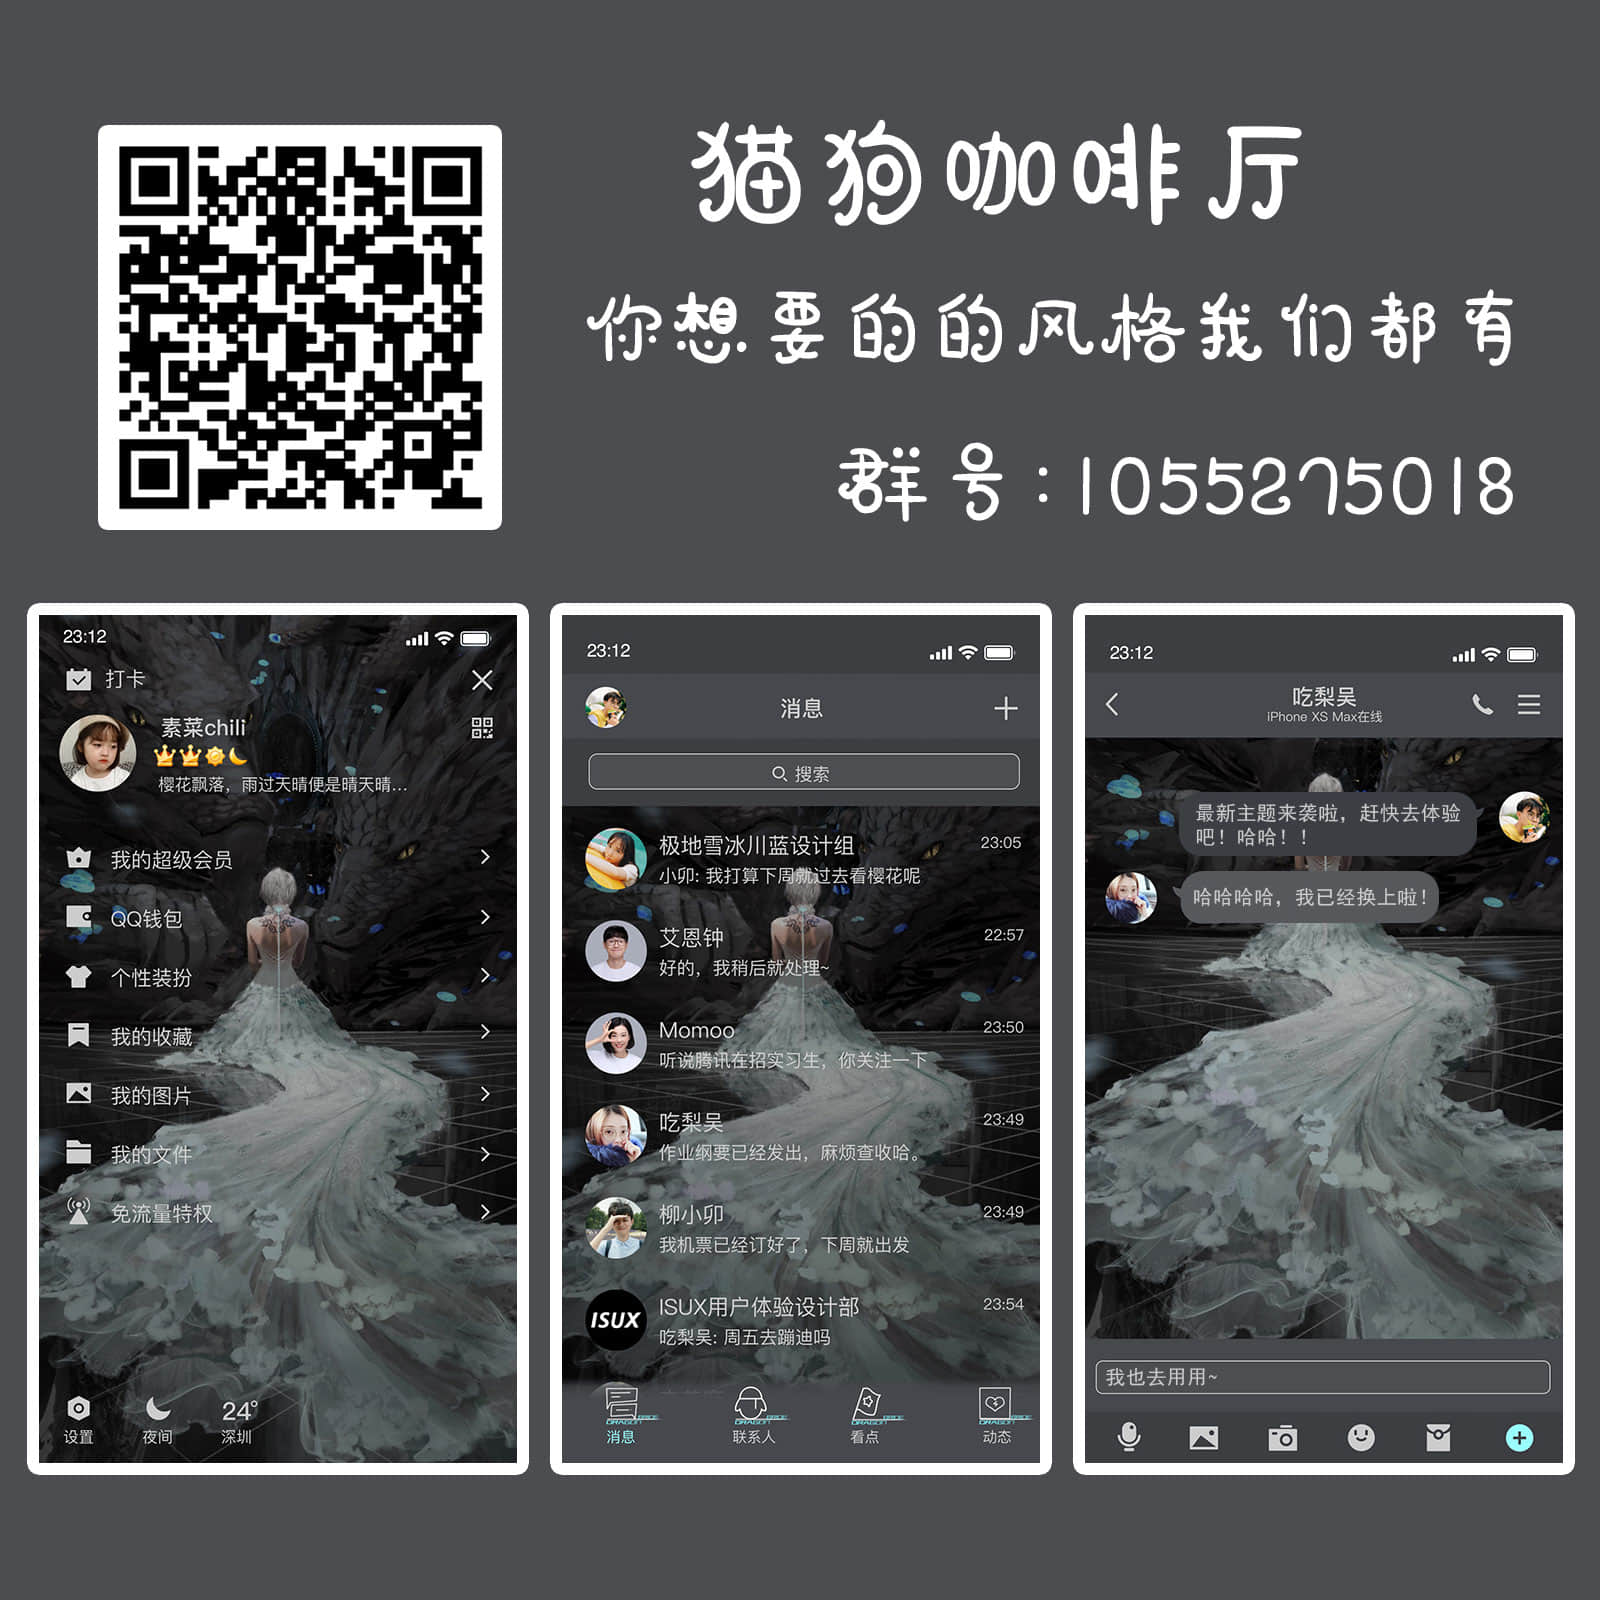 猫狗咖啡厅
你想要的的风格我们都有
群号:1055275018
23:12
打卡
素菜chili
樱花飘落，雨过天晴便是晴天晴...
我的超级会员
QQ钱包
个性装扮
我的收藏
我的图片
我的文件
免流量特权
24°
设置 夜间 深圳
23:12
消息
搜索
极地雪冰川蓝设计组 23:05
小卯: 我打算下周就过去看樱花呢
艾恩钟 22:57
好的，我稍后就处理~
Momoo 23:50
听说腾讯在招实习生，你关注一下
吃梨吴 23:49
作业纲要已经发出，麻烦查收哈。
柳小卯 23:49
我机票已经订好了，下周就出发
ISUX
ISUX用户体验设计部 23:54
吃梨吴: 周五去蹦迪吗
消息 联系人 看点 动态
23:12
吃梨吴
iPhone XS Max在线
最新主题来袭啦，赶快去体验
吧！哈哈！！
哈哈哈哈，我已经换上啦！
我也去用用~